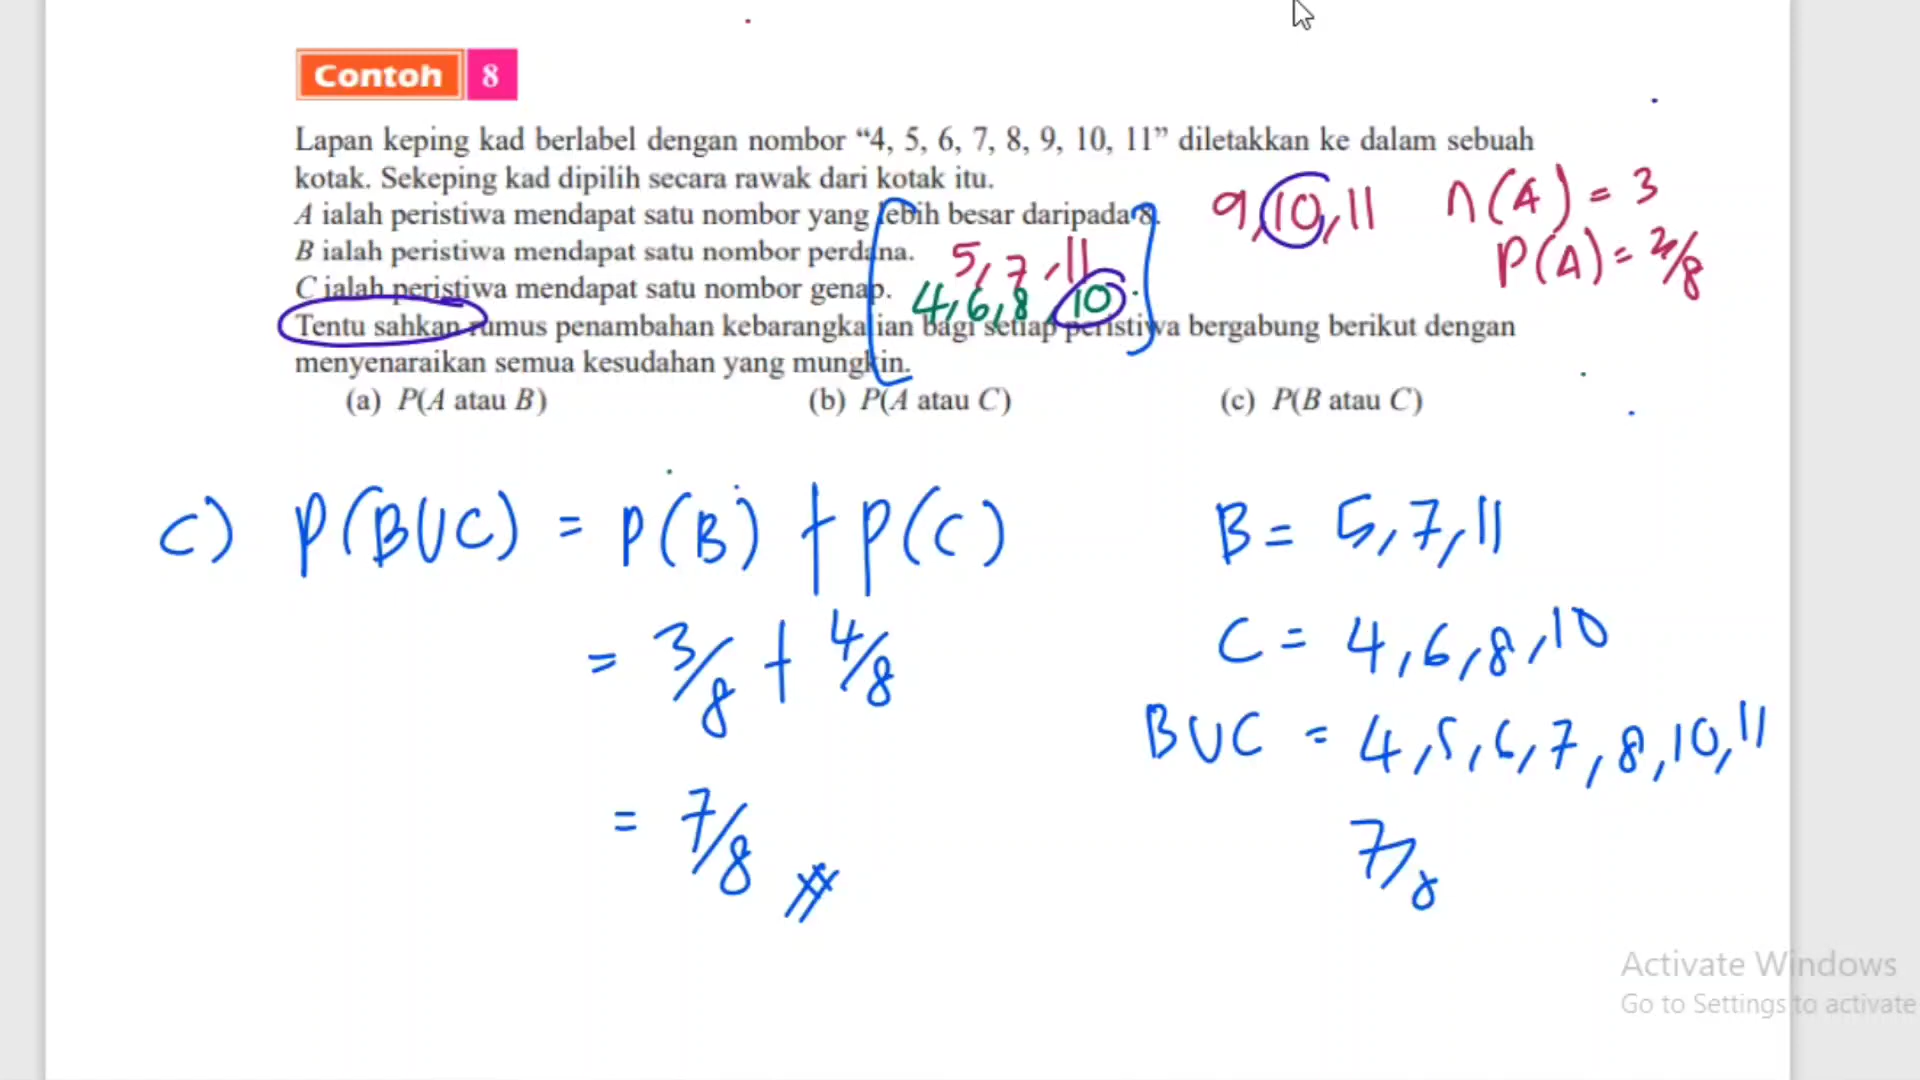 Contoh 8
Lapan keping kad berlabel dengan nombor “4, 5, 6, 7, 8, 9, 10, 11” diletakkan ke dalam sebuah
kotak. Sekeping kad dipilih secara rawak dari kotak itu.
A ialah peristiwa mendapat satu nombor yang lebih besar daripada 8.
9, 10, 11
n(A) = 3
P(A) = 3/8
B ialah peristiwa mendapat satu nombor perdana.
5, 7, 11
C ialah peristiwa mendapat satu nombor genap.
4, 6, 8, 10
Tentu sahkan rumus penambahan kebarangkalian bagi setiap peristiwa bergabung berikut dengan
menyenaraikan semua kesudahan yang mungkin.
(a) P(A atau B) (b) P(A atau C) (c) P(B atau C)
c) P(BUC) = P(B) + P(C)
= 3/8 + 4/8
= 7/8 #
B = 5, 7, 11
C = 4, 6, 8, 10
BUC = 4, 5, 6, 7, 8, 10, 11
7/8
Activate Windows
Go to Settings to activate